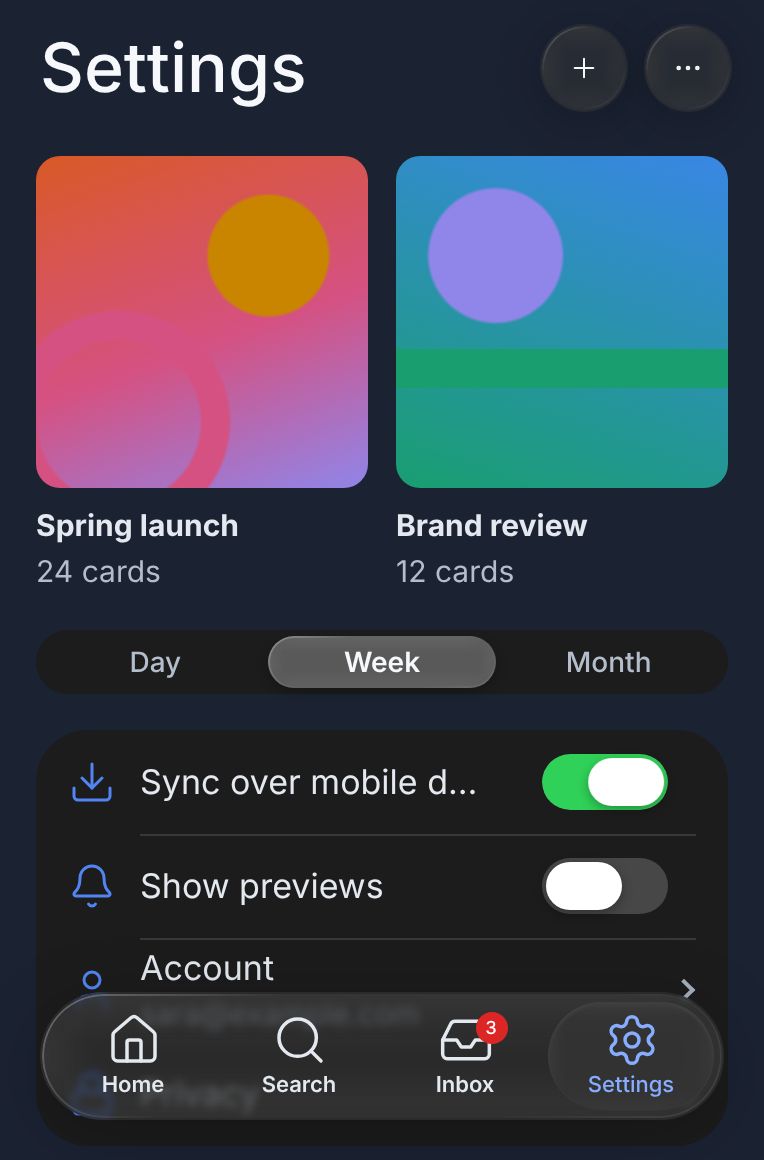 Settings
Spring launch
24 cards
Brand review
12 cards
Day
Week
Month
Sync over mobile d...
Show previews
Account
Privacy
Home
Search
3
Inbox
Settings